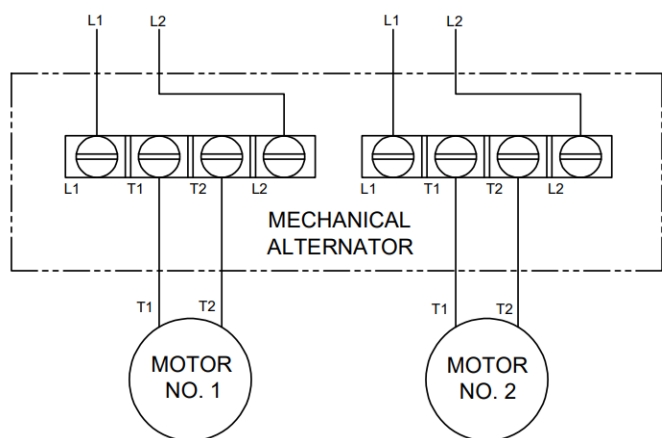 L1 L2 L1 L2
L1 T1 T2 L2 L1 T1 T2 L2
MECHANICAL
ALTERNATOR
T1 T2 T1 T2
MOTOR
NO. 1
MOTOR
NO. 2